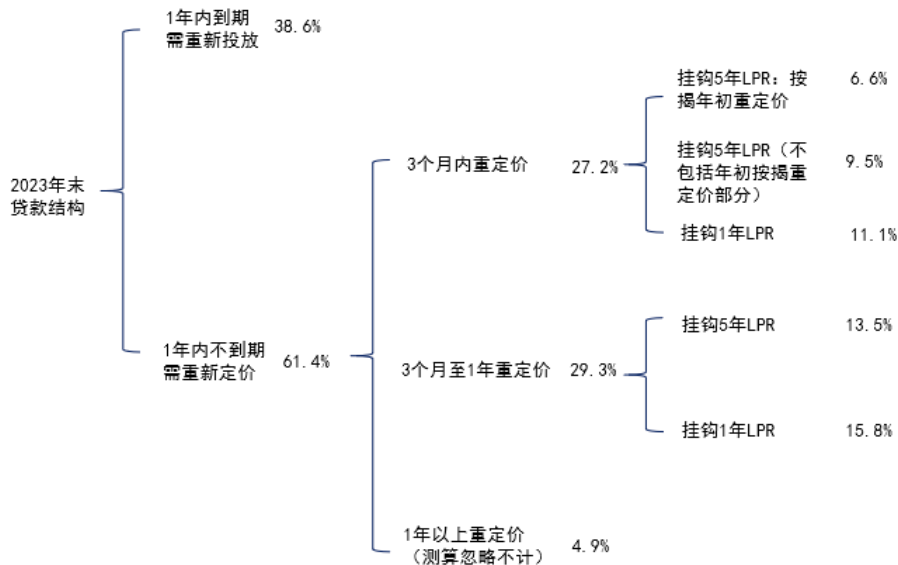 1年内到期
需重新投放
38.6%
挂钩5年LPR：按
揭年初重定价
6.6%
3个月内重定价
27.2%
挂钩5年LPR（不
包括年初按揭重
定价部分）
9.5%
2023年末
贷款结构
挂钩1年LPR
11.1%
1年内不到期
需重新定价
61.4%
3个月至1年重定价
29.3%
挂钩5年LPR
13.5%
挂钩1年LPR
15.8%
1年以上重定价
（测算忽略不计）
4.9%